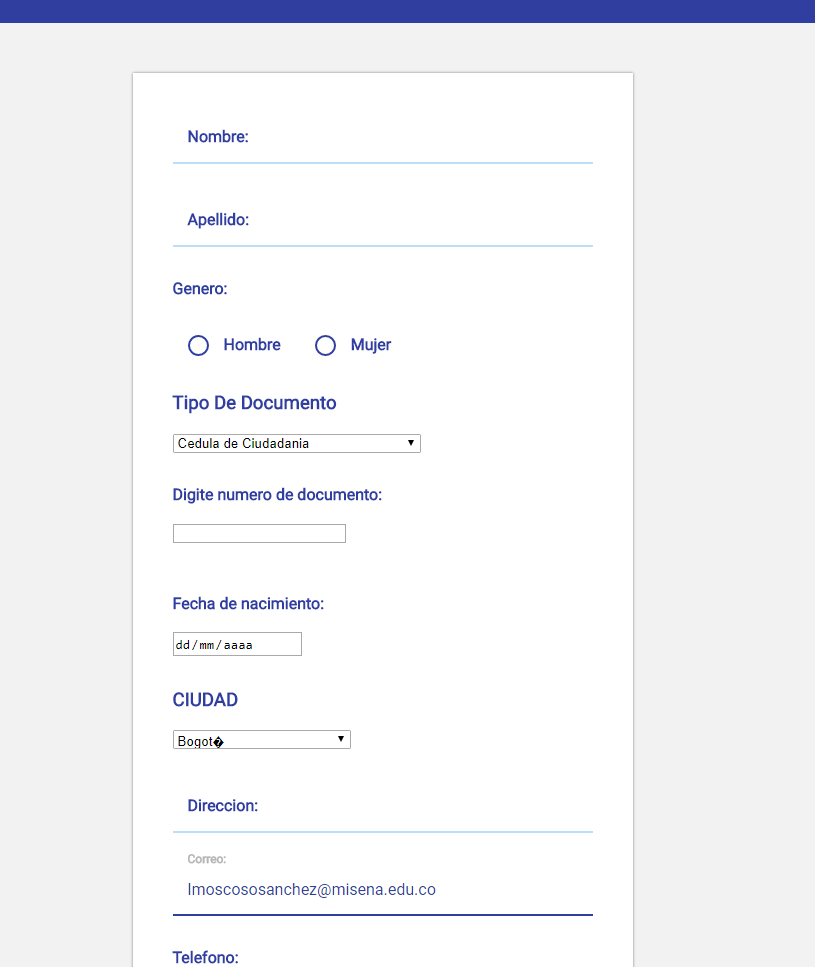 Nombre:
Apellido:
Genero:
Hombre Mujer
Tipo De Documento
Cedula de Ciudadania
Digite numero de documento:
Fecha de nacimiento:
dd/mm/aaaa
CIUDAD
Bogot�
Direccion:
Correo:
lmoscososanchez@misena.edu.co
Telefono: